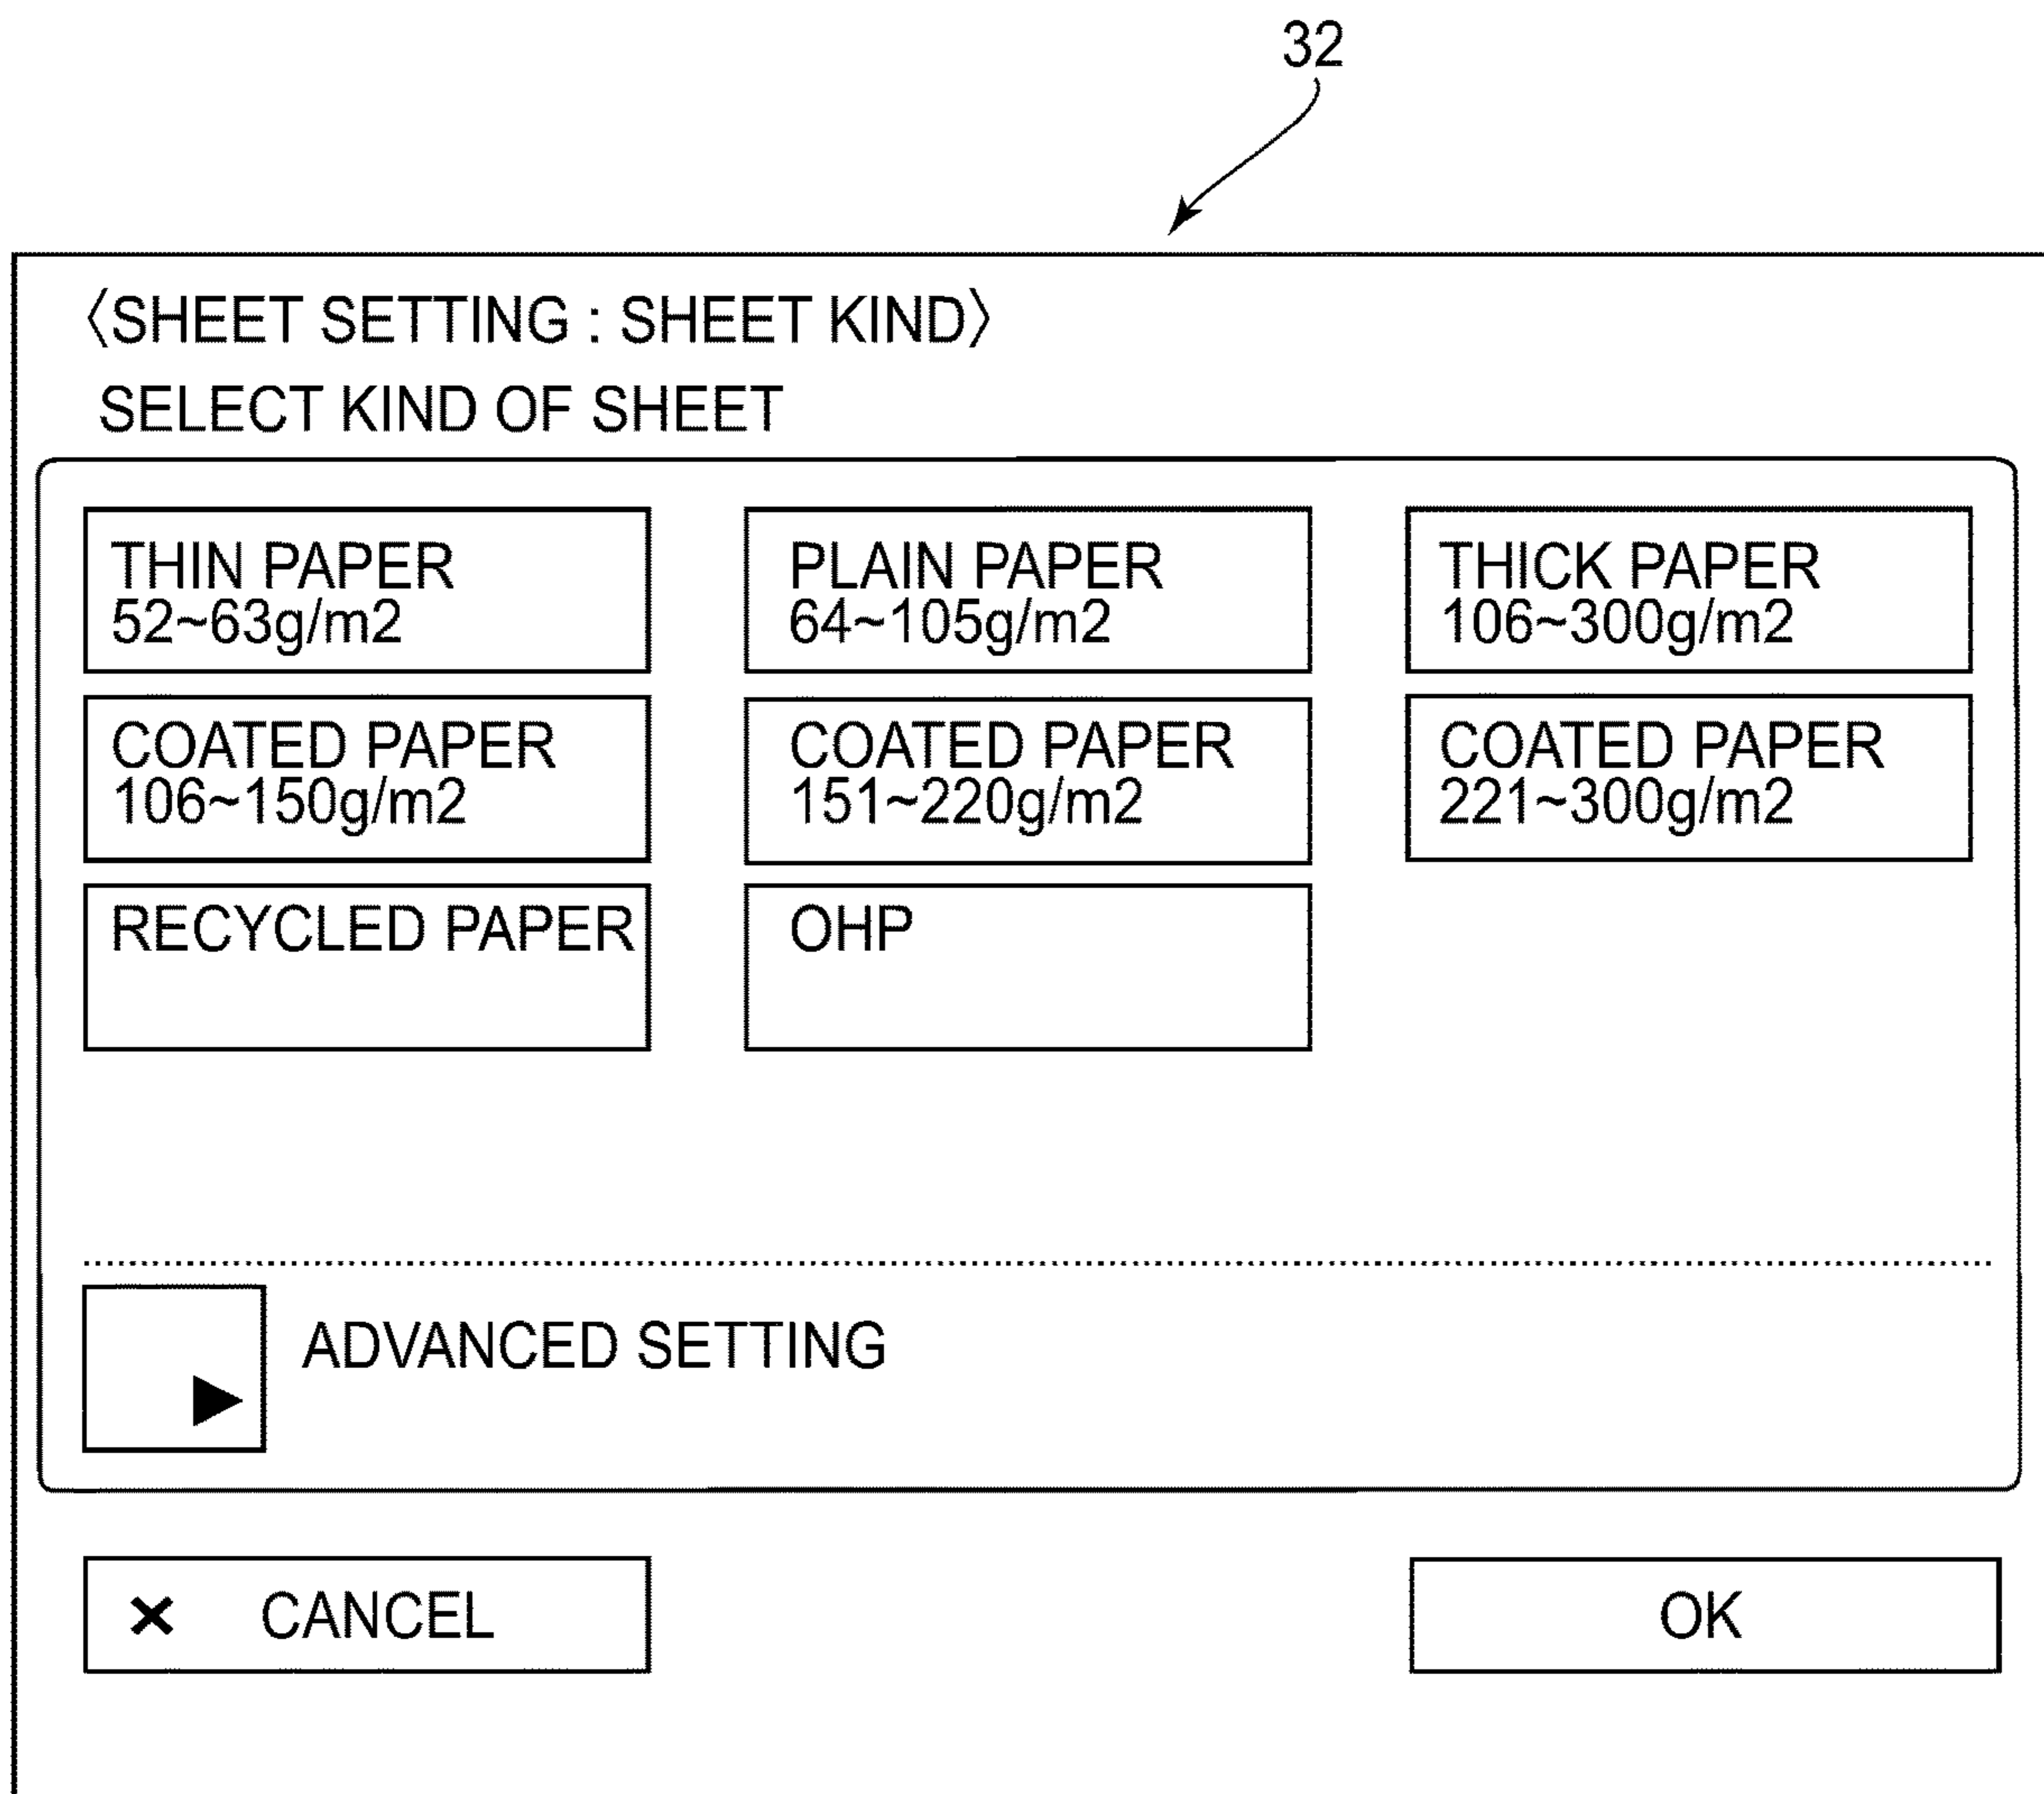 32
〈SHEET SETTING : SHEET KIND〉
SELECT KIND OF SHEET
THIN PAPER
52~63g/m2
PLAIN PAPER
64~105g/m2
THICK PAPER
106~300g/m2
COATED PAPER
106~150g/m2
COATED PAPER
151~220g/m2
COATED PAPER
221~300g/m2
RECYCLED PAPER
OHP
ADVANCED SETTING
× CANCEL
OK